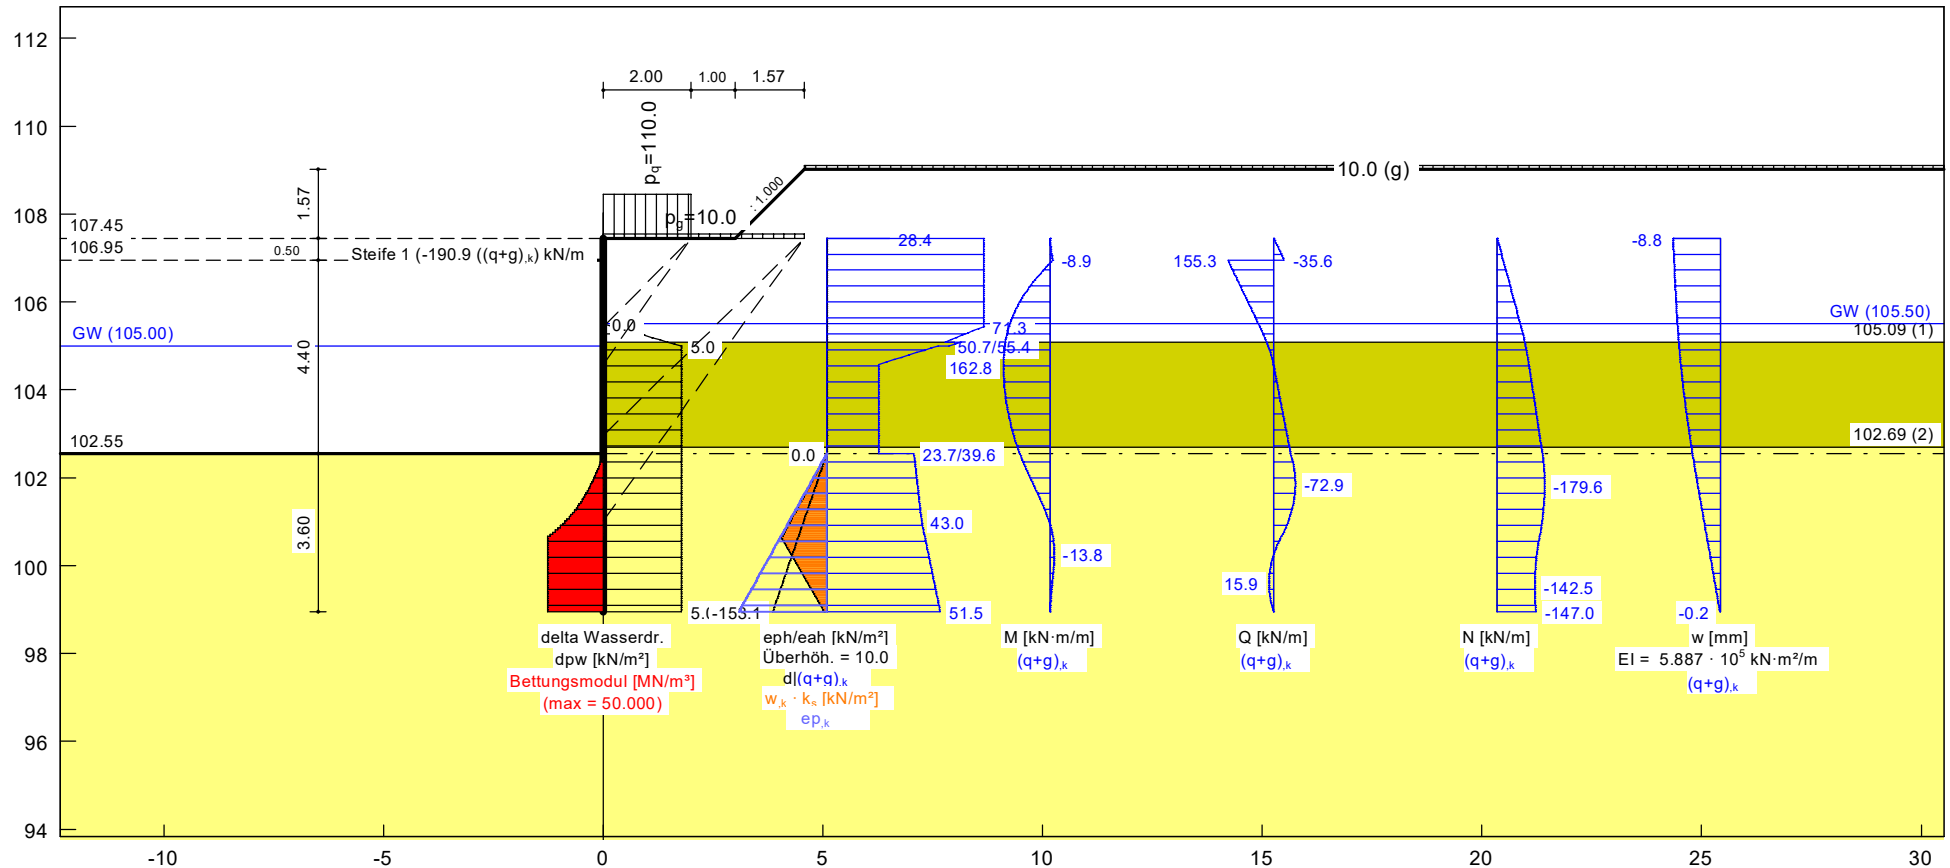 112
110
108
106
104
102
100
98
96
94
2.00
1.00
1.57
pq=110.0
: 1.000
10.0 (g)
1.57
107.45
106.95
0.50
Steife 1 (-190.9 ((q+g),k) kN/m
pg=10.0
28.4
-8.9
155.3
-35.6
-8.8
GW (105.00)
0.0
71.3
GW (105.50)
105.09 (1)
5.0
50.7/55.4
162.8
4.40
102.55
0.0
23.7/39.6
102.69 (2)
3.60
43.0
-13.8
-72.9
15.9
-179.6
-142.5
-147.0
-0.2
-153.1
51.5
delta Wasserdr.
dpw [kN/m²]
Bettungsmodul [MN/m³]
(max = 50.000)
eph/eah [kN/m²]
Überhöh. = 10.0
d|(q+g),k
w,k · ks [kN/m²]
ep,k
M [kN·m/m]
(q+g),k
Q [kN/m]
(q+g),k
N [kN/m]
(q+g),k
w [mm]
EI = 5.887 · 10⁵ kN·m²/m
(q+g),k
-10
-5
0
5
10
15
20
25
30